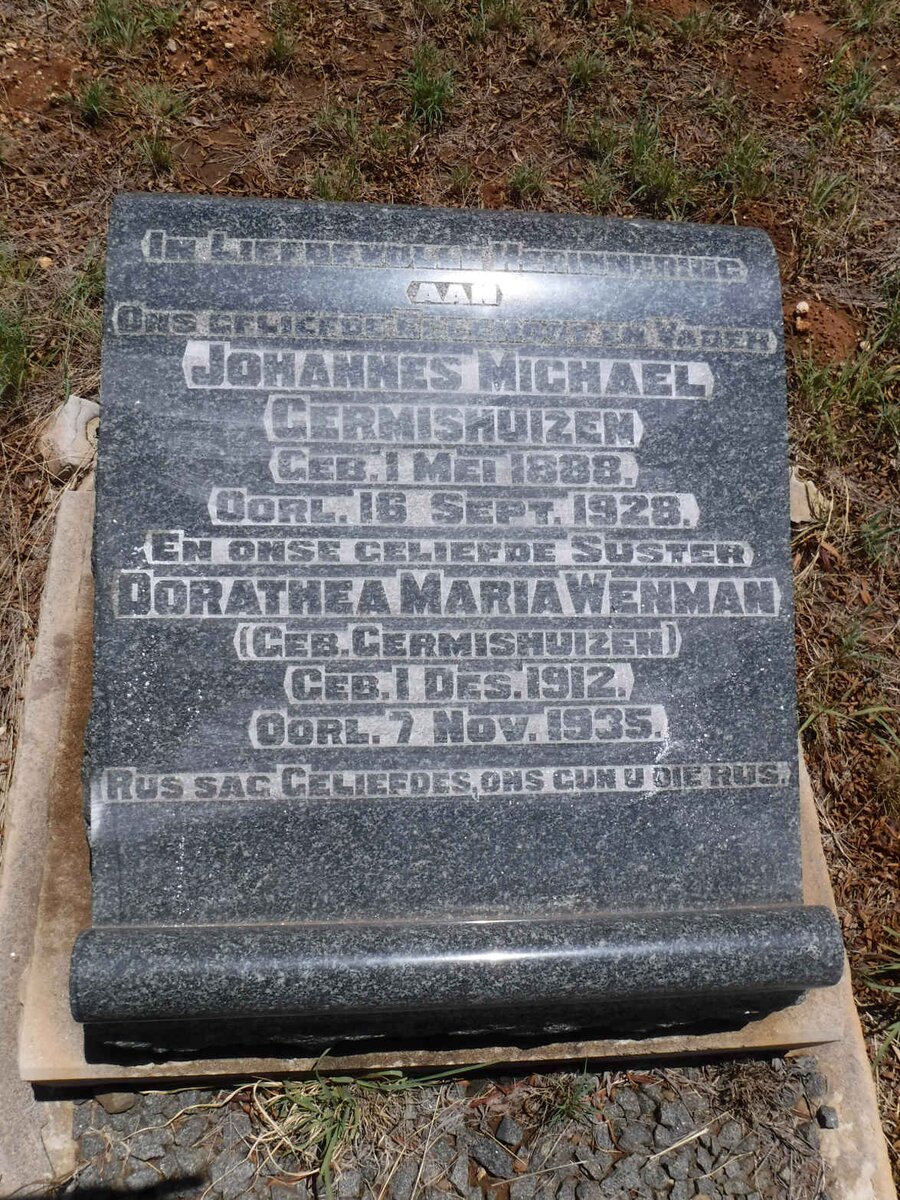 In Liefdevolle Herinnering
aan
Ons geliefde Eggenoot en Vader
Johannes Michael
Germishuizen
Geb. 1 Mei 1888.
Oorl. 16 Sept. 1928.
En onse geliefde Suster
Dorathea Maria Wenman
(Geb. Germishuizen)
Geb. 1 Des. 1912.
Oorl. 7 Nov. 1935.
Rus sag Geliefdes, ons gun u die rus.